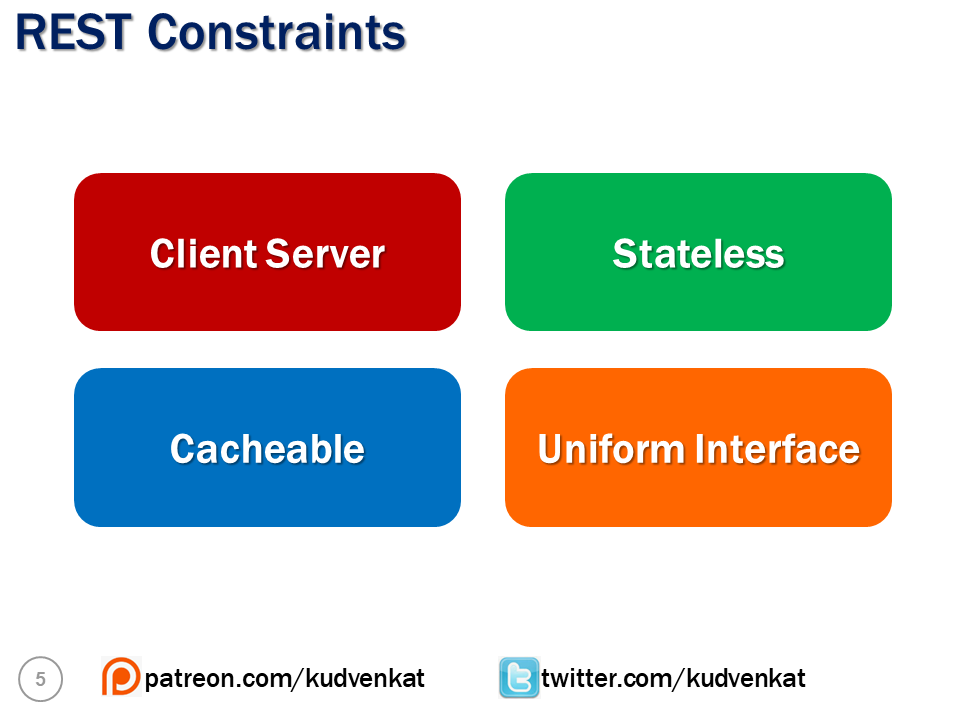 REST Constraints
Client Server
Stateless
Cacheable
Uniform Interface
5
patreon.com/kudvenkat
twitter.com/kudvenkat